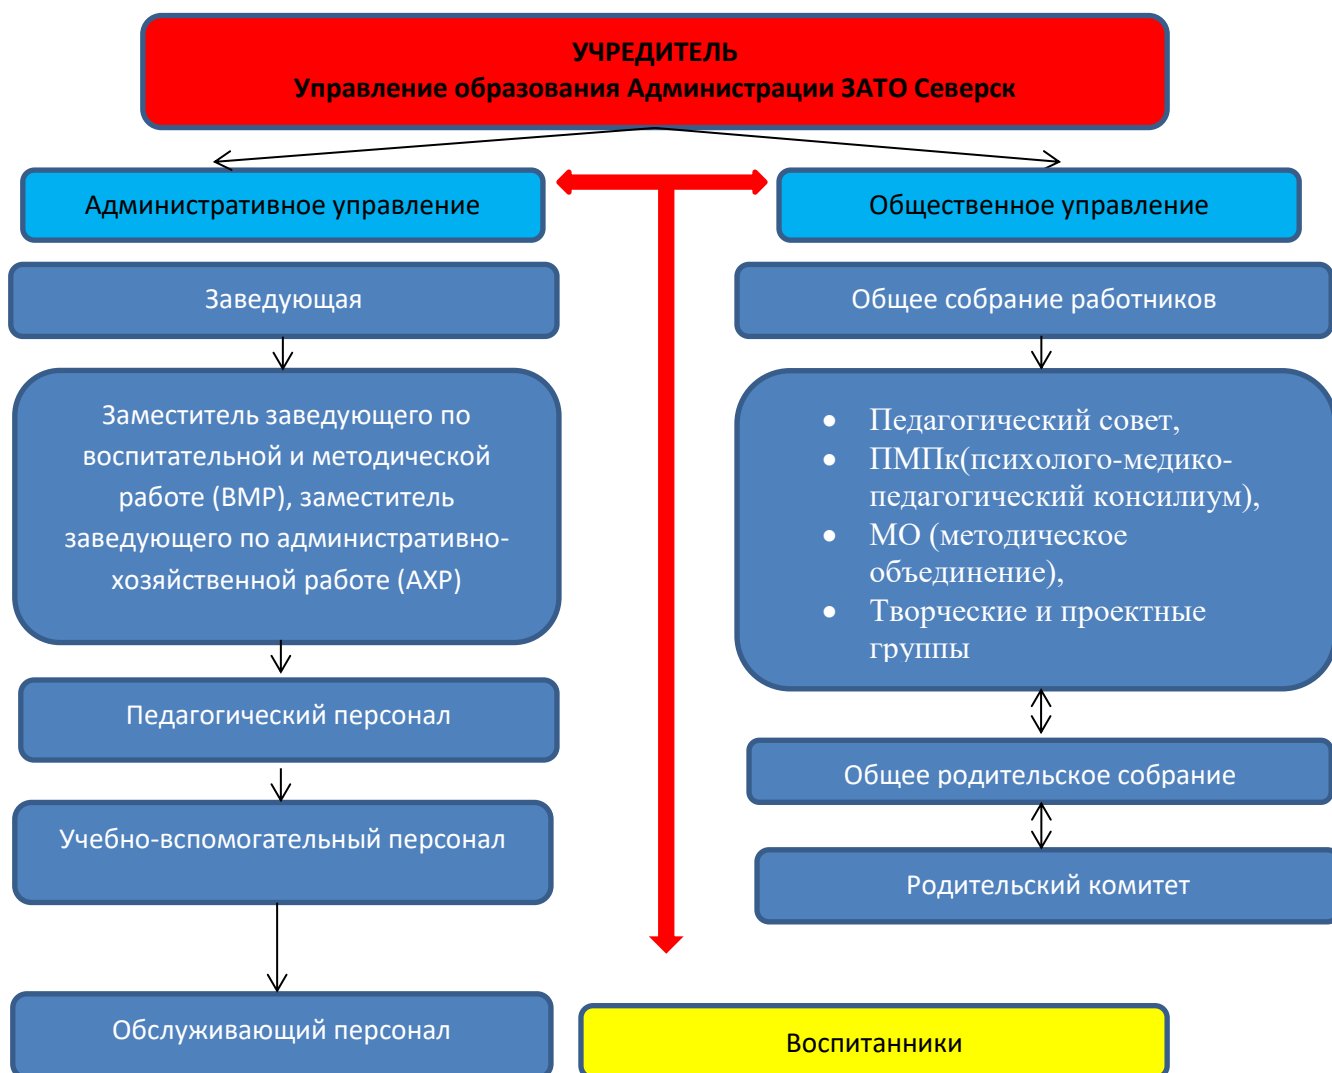 УЧРЕДИТЕЛЬ
Управление образования Администрации ЗАТО Северск
Административное управление
Общественное управление
Заведующая
Общее собрание работников
Заместитель заведующего по
воспитательной и методической
работе (ВМР), заместитель
заведующего по административно-
хозяйственной работе (АХР)
• Педагогический совет,
• ПМПк(психолого-медико-
педагогический консилиум),
• МО (методическое
объединение),
• Творческие и проектные
группы
Педагогический персонал
Общее родительское собрание
Учебно-вспомогательный персонал
Родительский комитет
Обслуживающий персонал
Воспитанники